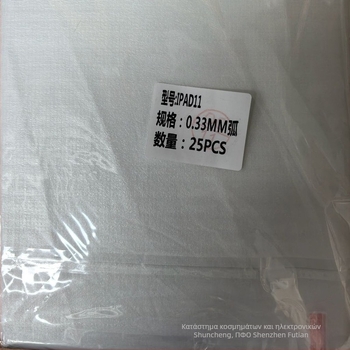 型号:IPAD11
规格：0.33MM弧
数量：25PCS
Κατάστημα κοσμημάτων και ηλεκτρονικών
Shuncheng, ΠΦΟ Shenzhen Futian